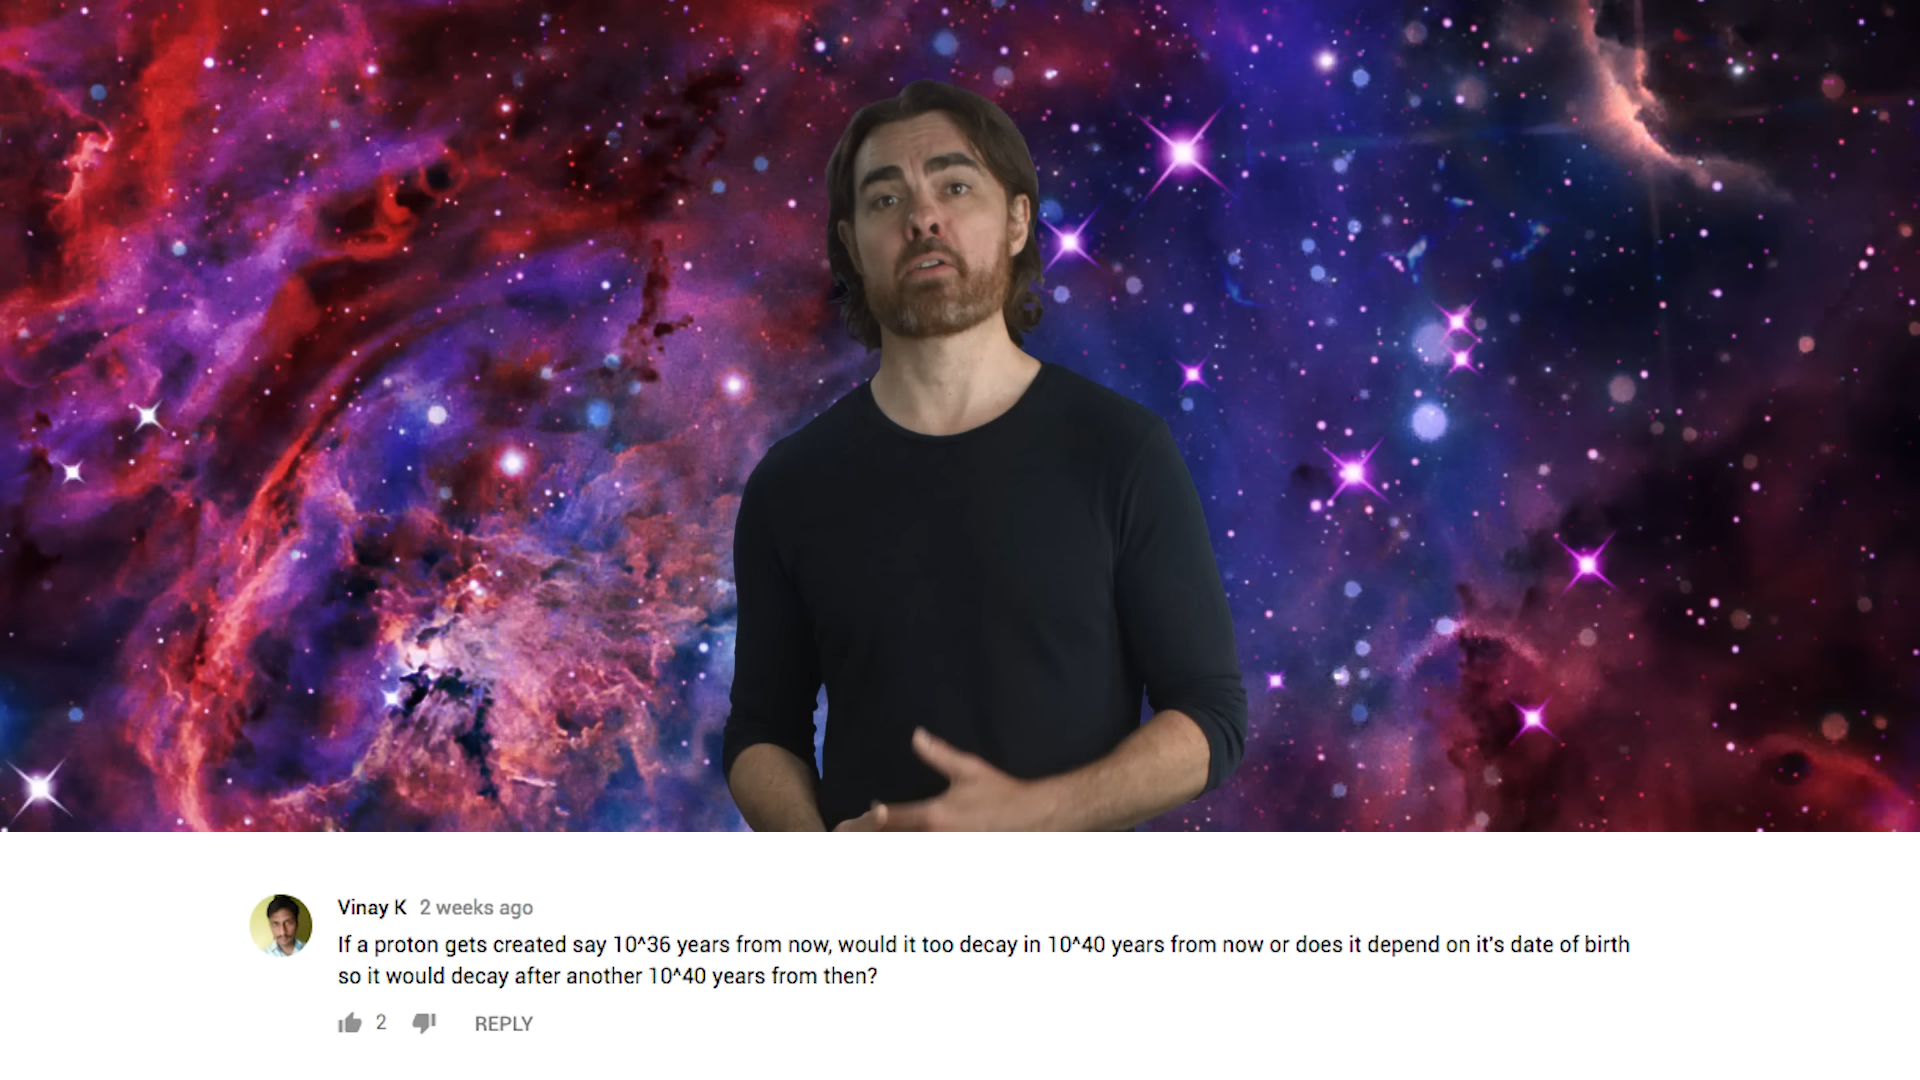 Vinay K 2 weeks ago
If a proton gets created say 10^36 years from now, would it too decay in 10^40 years from now or does it depend on it's date of birth
so it would decay after another 10^40 years from then?
2 REPLY